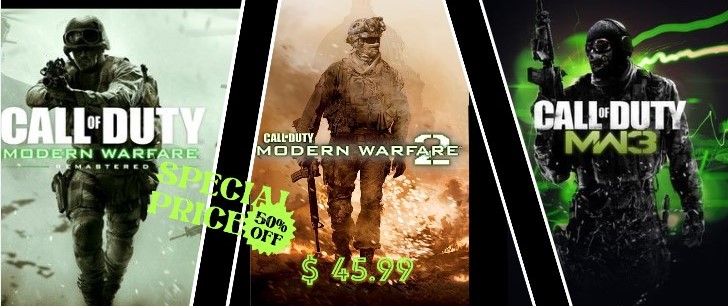 CALL OF DUTY
MODERN WARFARE
REMASTERED
CALL OF DUTY
MODERN WARFARE 2
CALL OF DUTY
MW3
SPECIAL
PRICE
50%
OFF
$ 45.99